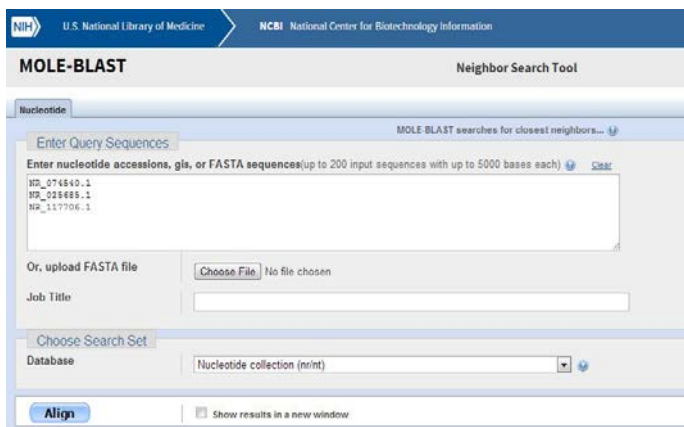 NIH U.S. National Library of Medicine NCBI National Center for Biotechnology Information
MOLE-BLAST Neighbor Search Tool
Nucleotide
MOLE-BLAST searches for closest neighbors...
Enter Query Sequences
Enter nucleotide accessions, gis, or FASTA sequences(up to 200 input sequences with up to 5000 bases each) Clear
NR_074540.1
NR_025685.1
NR_117706.1
Or, upload FASTA file Choose File No file chosen
Job Title
Choose Search Set
Database Nucleotide collection (nr/nt)
Align Show results in a new window